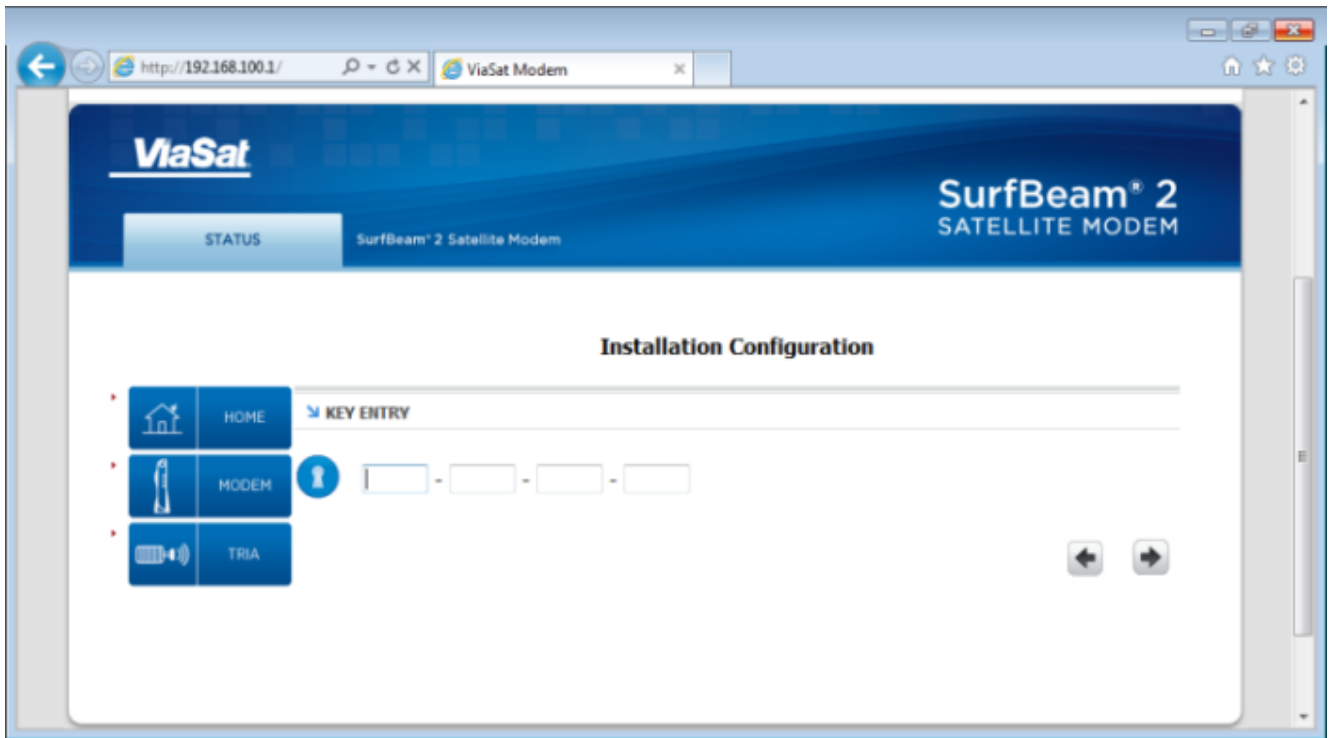 http://192.168.100.1/
ViaSat Modem
ViaSat
SurfBeam® 2
SATELLITE MODEM
STATUS
SurfBeam® 2 Satellite Modem
Installation Configuration
HOME
KEY ENTRY
MODEM
- - -
TRIA